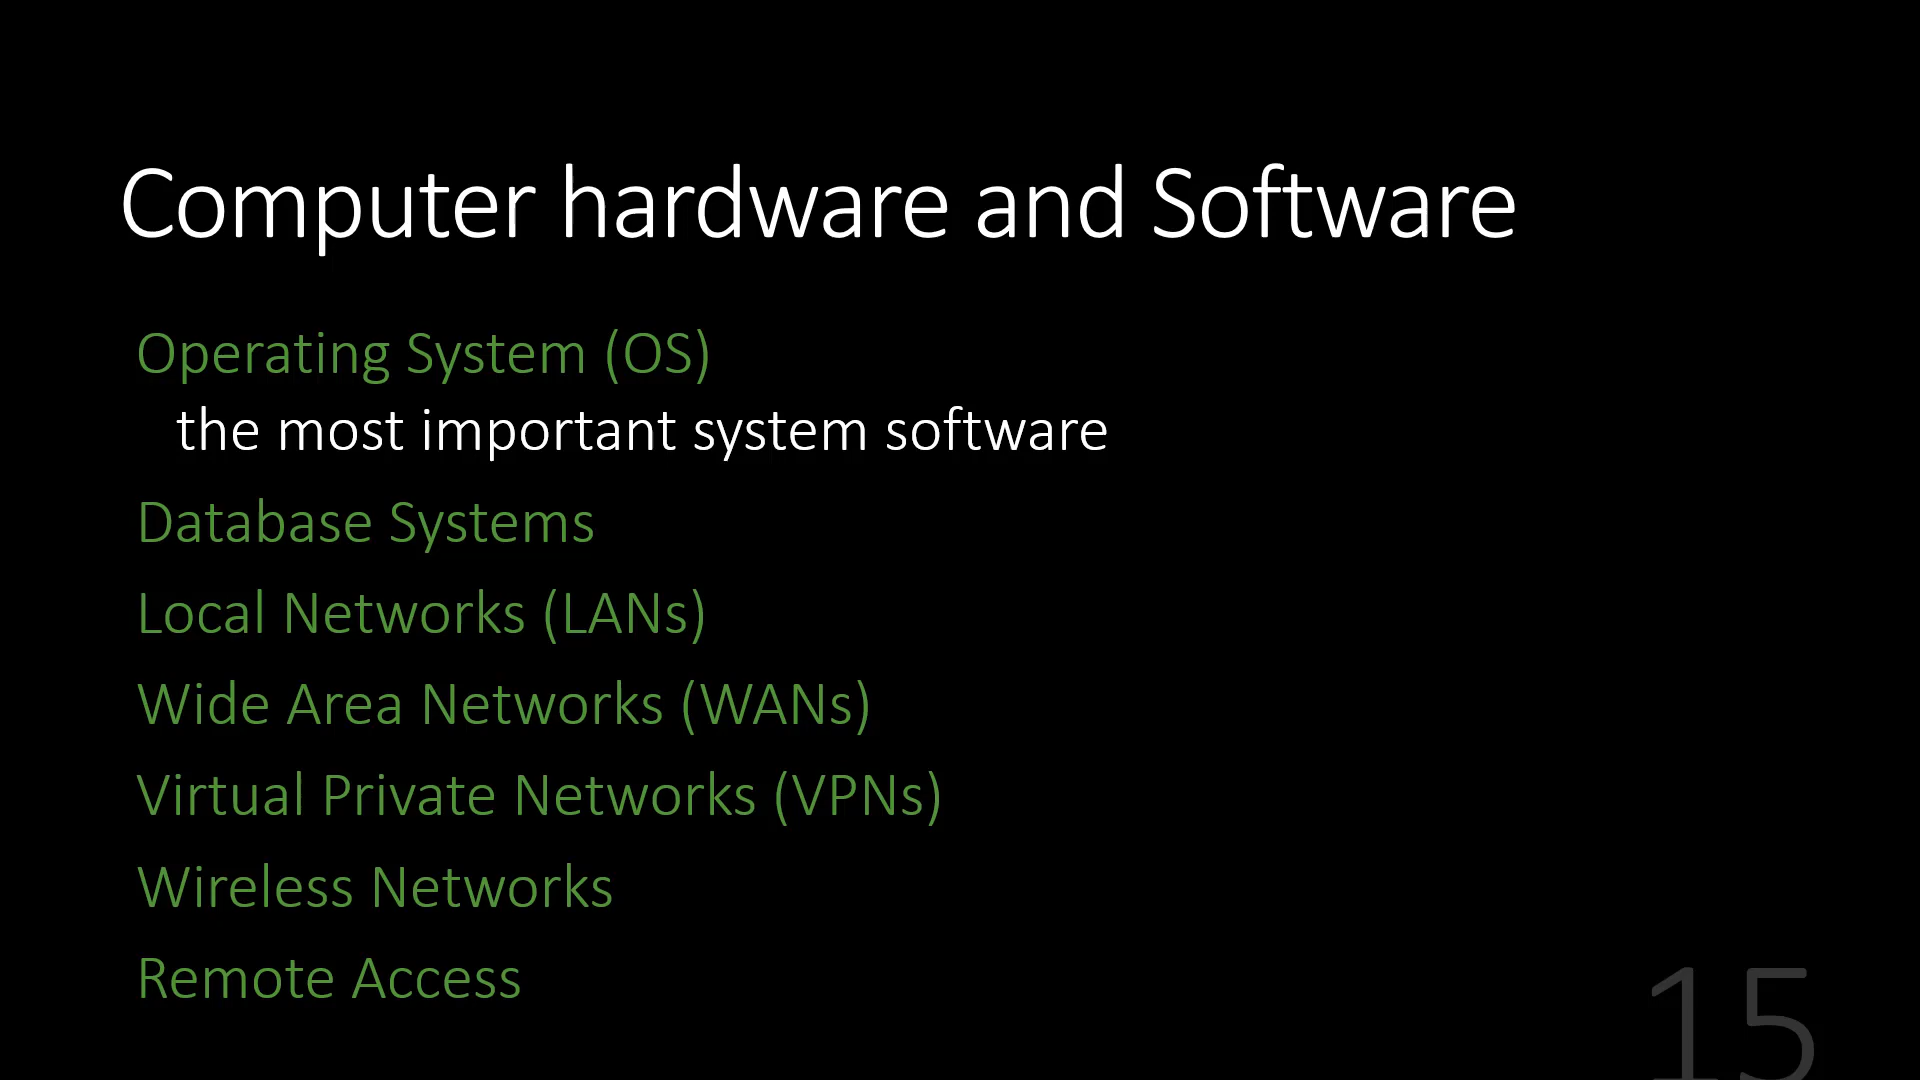 Computer hardware and Software
Operating System (OS)
the most important system software
Database Systems
Local Networks (LANs)
Wide Area Networks (WANs)
Virtual Private Networks (VPNs)
Wireless Networks
Remote Access
15